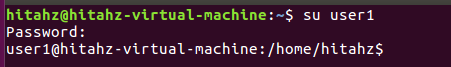 hitahz@hitahz-virtual-machine:~$ su user1
Password:
user1@hitahz-virtual-machine:/home/hitahz$